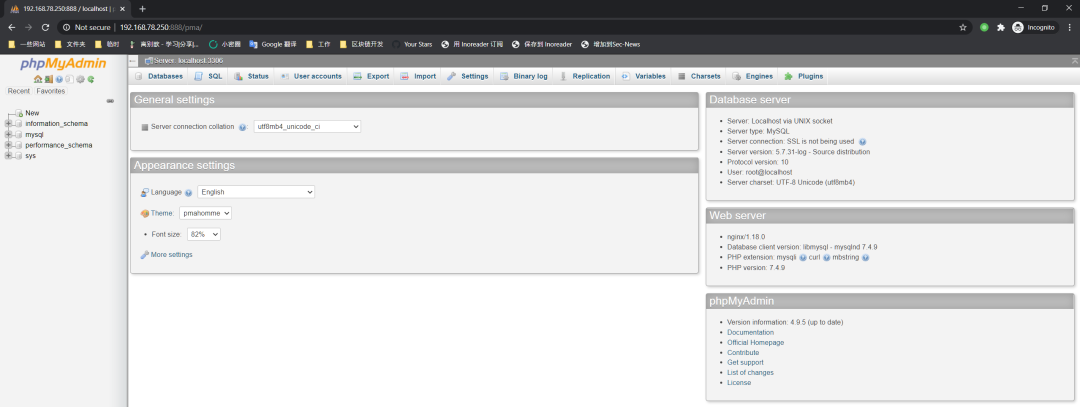 192.168.78.250:888 / localhost | p
Not secure | 192.168.78.250:888/pma/
Incognito
一些网站 文件夹 临时 离别歌 - 学习|分享|... 小密圈 Google 翻译 工作 区块链开发 Your Stars 用 Inoreader 订阅 保存到 Inoreader 增加到Sec-News
phpMyAdmin
Recent Favorites
New
information_schema
mysql
performance_schema
sys
Server: localhost:3306
Databases SQL Status User accounts Export Import Settings Binary log Replication Variables Charsets Engines Plugins
General settings
Server connection collation : utf8mb4_unicode_ci
Appearance settings
Language English
Theme: pmahomme
Font size: 82%
More settings
Database server
Server: Localhost via UNIX socket
Server type: MySQL
Server connection: SSL is not being used
Server version: 5.7.31-log - Source distribution
Protocol version: 10
User: root@localhost
Server charset: UTF-8 Unicode (utf8mb4)
Web server
nginx/1.18.0
Database client version: libmysql - mysqlnd 7.4.9
PHP extension: mysqli curl mbstring
PHP version: 7.4.9
phpMyAdmin
Version information: 4.9.5 (up to date)
Documentation
Official Homepage
Contribute
Get support
List of changes
License